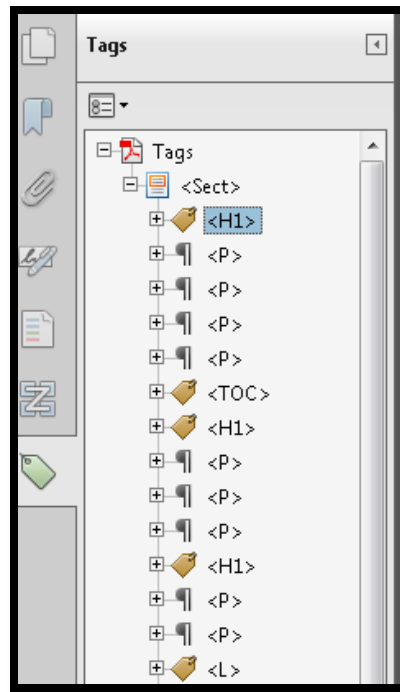 Tags
Tags
<Sect>
<H1>
<P>
<P>
<P>
<P>
<TOC>
<H1>
<P>
<P>
<P>
<H1>
<P>
<P>
<L>